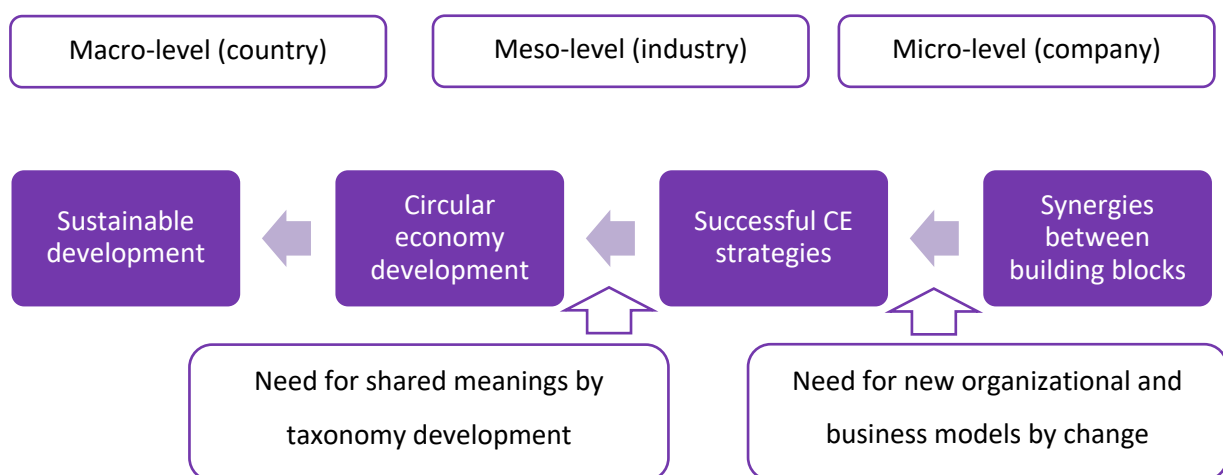 Macro-level (country)
Meso-level (industry)
Micro-level (company)
Sustainable
development
Circular
economy
development
Successful CE
strategies
Synergies
between
building blocks
Need for shared meanings by
taxonomy development
Need for new organizational and
business models by change